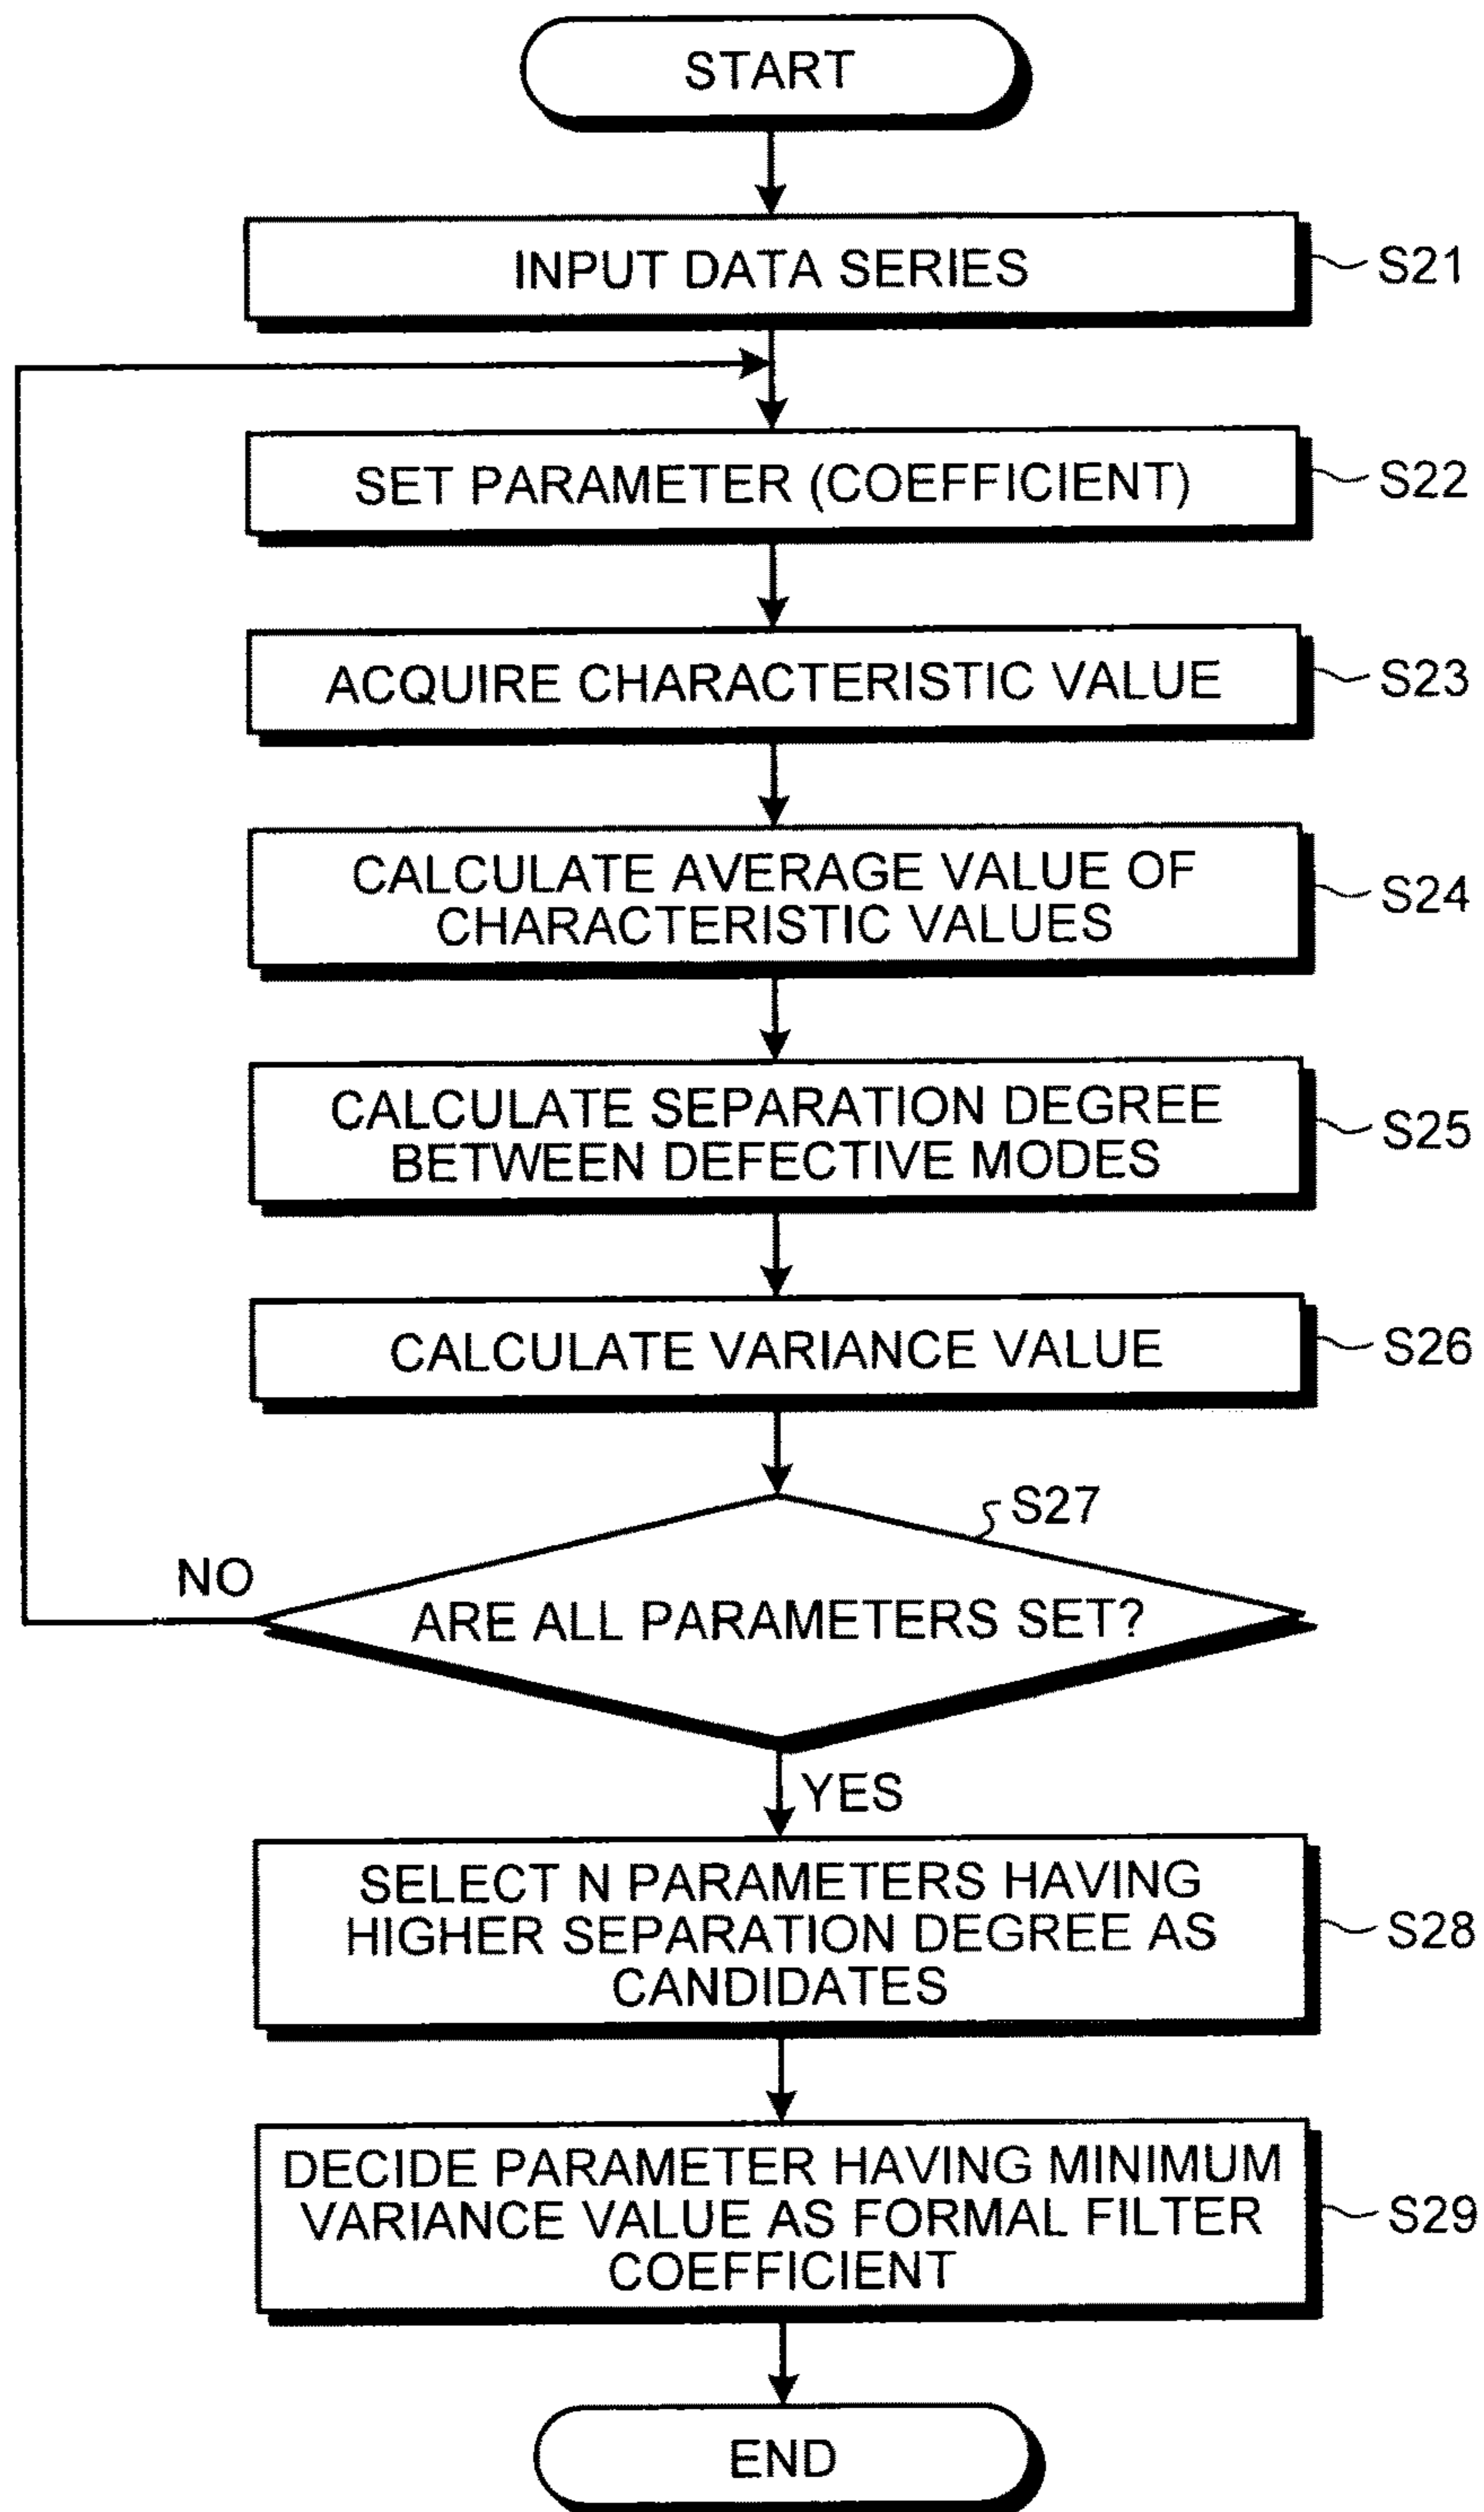 START
INPUT DATA SERIES
S21
SET PARAMETER (COEFFICIENT)
S22
ACQUIRE CHARACTERISTIC VALUE
S23
CALCULATE AVERAGE VALUE OF
CHARACTERISTIC VALUES
S24
CALCULATE SEPARATION DEGREE
BETWEEN DEFECTIVE MODES
S25
CALCULATE VARIANCE VALUE
S26
S27
NO
ARE ALL PARAMETERS SET?
YES
SELECT N PARAMETERS HAVING
HIGHER SEPARATION DEGREE AS
CANDIDATES
S28
DECIDE PARAMETER HAVING MINIMUM
VARIANCE VALUE AS FORMAL FILTER
COEFFICIENT
S29
END